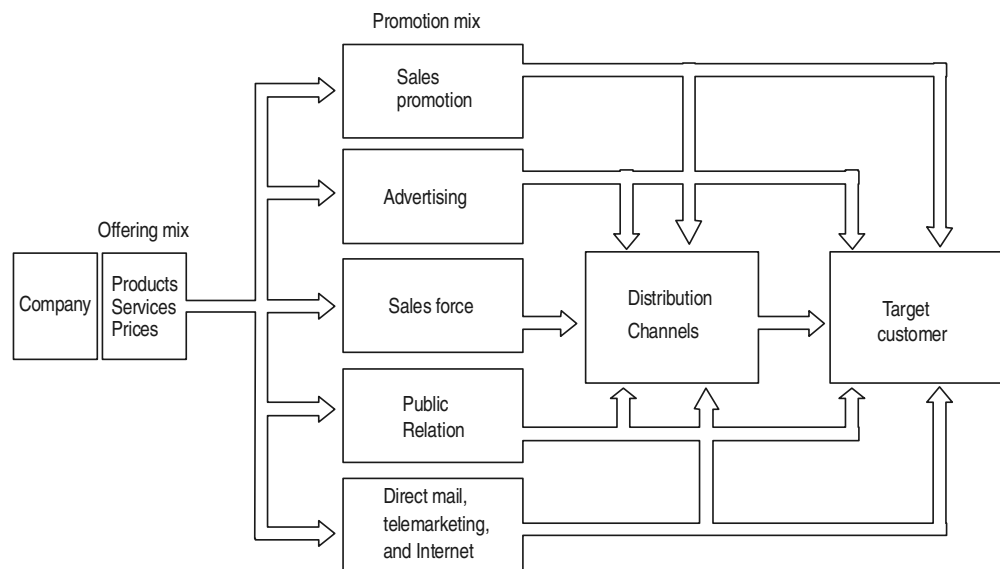 Promotion mix
Sales
promotion
Advertising
Offering mix
Company
Products
Services
Prices
Sales force
Distribution
Channels
Target
customer
Public
Relation
Direct mail,
telemarketing,
and Internet